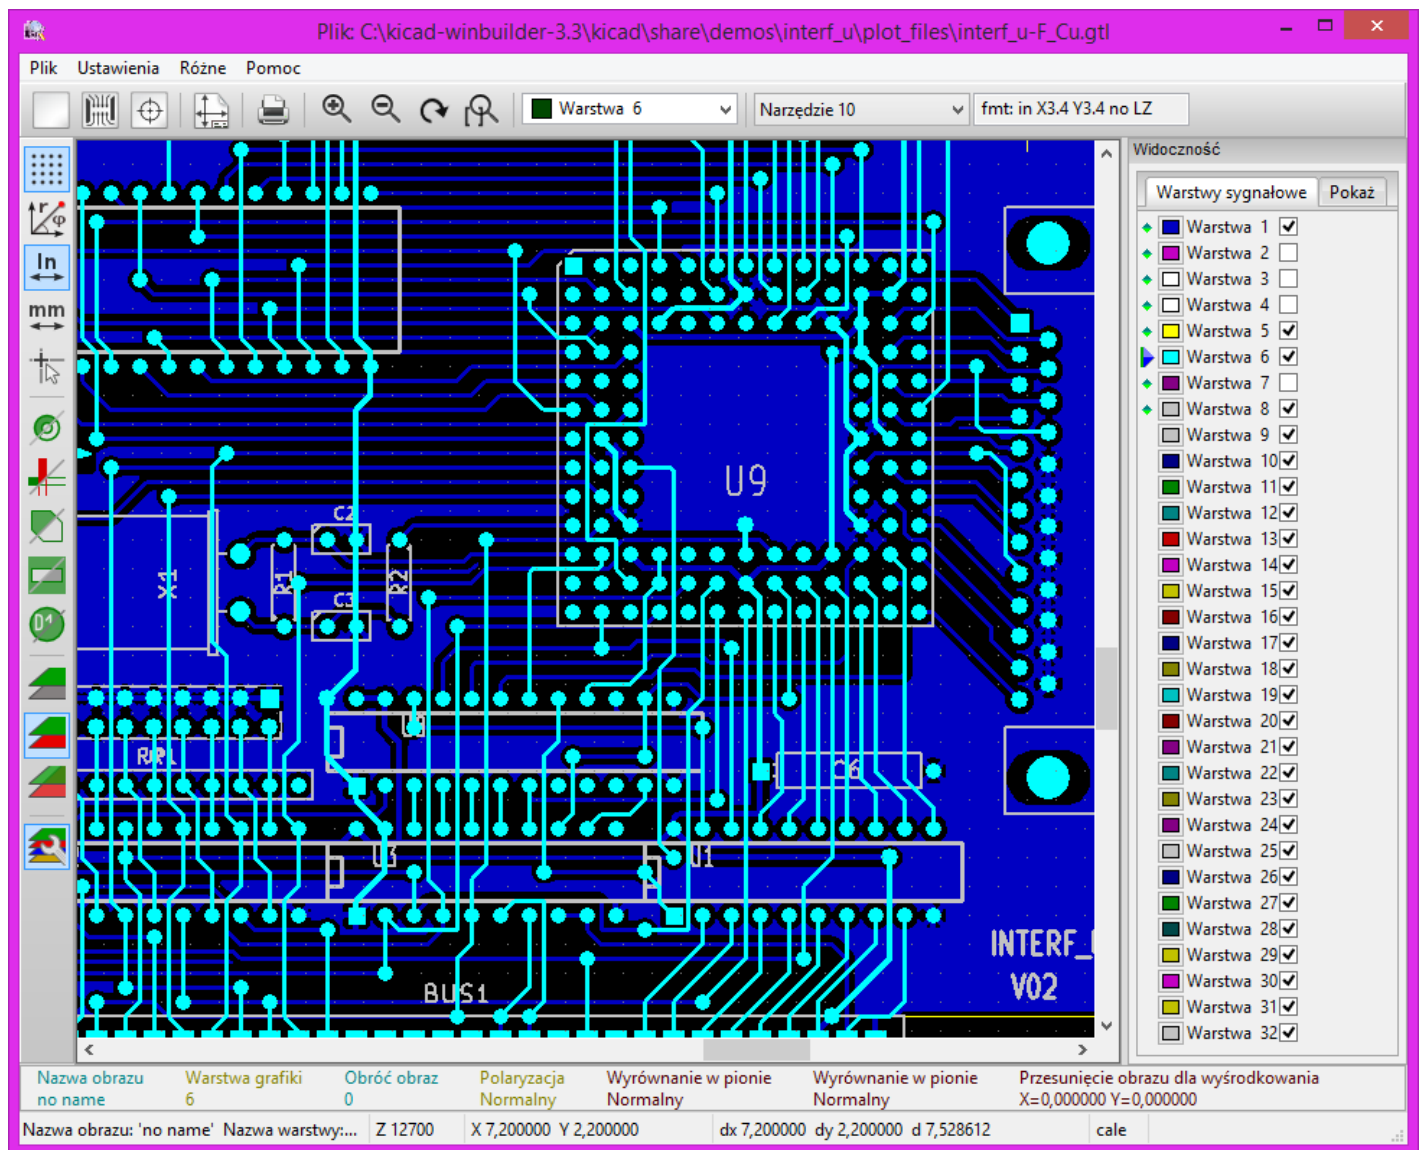 Plik: C:\kicad-winbuilder-3.3\kicad\share\demos\interf_u\plot_files\interf_u-F_Cu.gtl
Plik Ustawienia Różne Pomoc
Warstwa 6 Narzędzie 10 fmt: in X3.4 Y3.4 no LZ
Widoczność
Warstwy sygnałowe Pokaż
Warstwa 1
Warstwa 2
Warstwa 3
Warstwa 4
Warstwa 5
Warstwa 6
Warstwa 7
Warstwa 8
Warstwa 9
Warstwa 10
Warstwa 11
Warstwa 12
Warstwa 13
Warstwa 14
Warstwa 15
Warstwa 16
Warstwa 17
Warstwa 18
Warstwa 19
Warstwa 20
Warstwa 21
Warstwa 22
Warstwa 23
Warstwa 24
Warstwa 25
Warstwa 26
Warstwa 27
Warstwa 28
Warstwa 29
Warstwa 30
Warstwa 31
Warstwa 32
In
mm
U9
C2
X1
R1
R2
C3
RR1
C6
U3
U1
INTERF_
V02
BUS1
Nazwa obrazu Warstwa grafiki Obróć obraz Polaryzacja Wyrównanie w pionie Wyrównanie w pionie Przesunięcie obrazu dla wyśrodkowania
no name 6 0 Normalny Normalny Normalny X=0,000000 Y=0,000000
Nazwa obrazu: 'no name' Nazwa warstwy:... Z 12700 X 7,200000 Y 2,200000 dx 7,200000 dy 2,200000 d 7,528612 cale